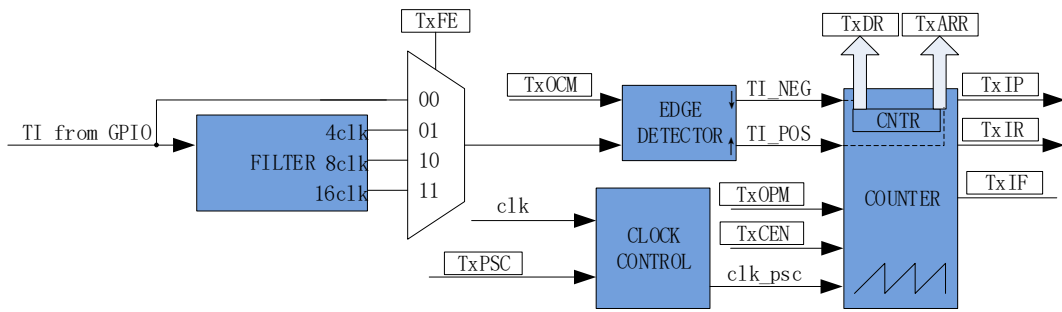 TxFE
TxDR
TxARR
TI from GPIO
FILTER
4clk
8clk
16clk
00
01
10
11
TxOCM
EDGE
DETECTOR
TI_NEG
TI_POS
CNTR
COUNTER
TxIP
TxIR
TxIF
clk
TxPSC
CLOCK
CONTROL
TxOPM
TxCEN
clk_psc